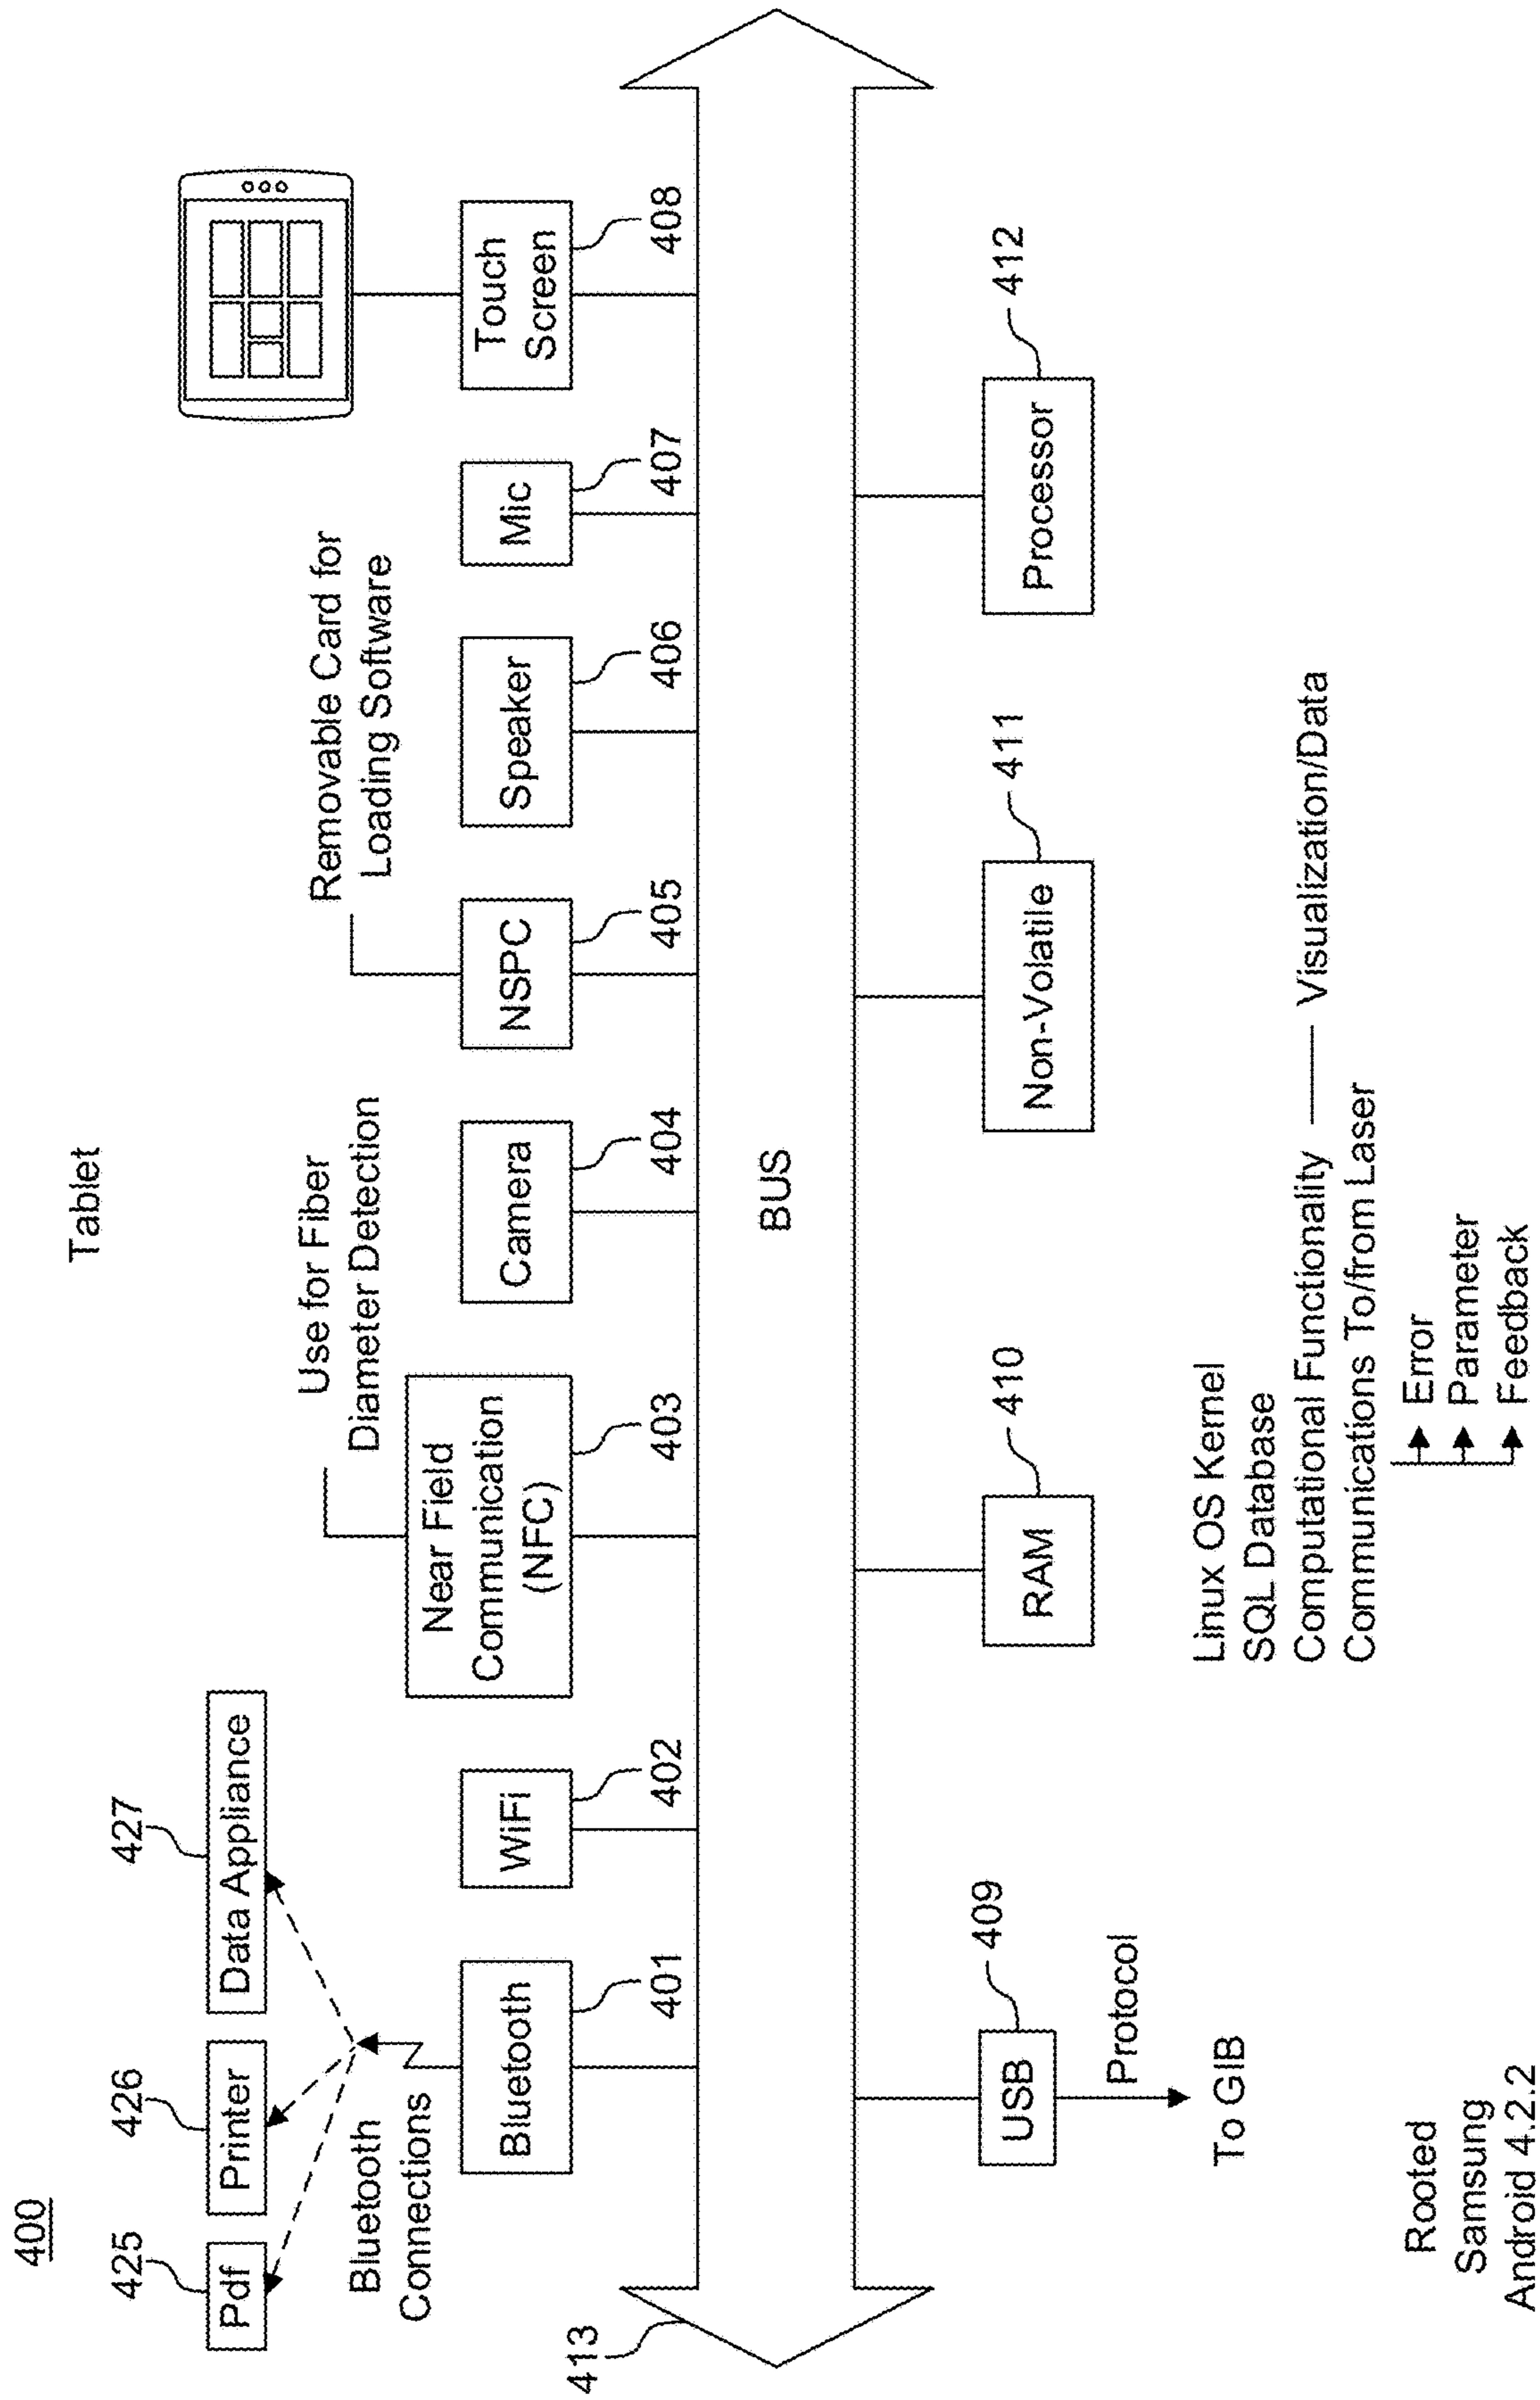 400
Tablet
425
426
427
Pdf
Printer
Data Appliance
Bluetooth
Connections
Use for Fiber
Diameter Detection
Removable Card for
Loading Software
Bluetooth
WiFi
Near Field
Communication
(NFC)
Camera
NSPC
Speaker
Mic
Touch
Screen
401
402
403
404
405
406
407
408
413
BUS
409
410
411
412
USB
RAM
Non-Volatile
Processor
Protocol
To GIB
Linux OS Kernel
SQL Database
Computational Functionality — Visualization/Data
Communications To/from Laser
Error
Parameter
Feedback
Rooted
Samsung
Android 4.2.2